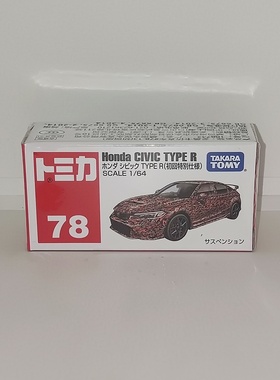 トミカ
78
Honda CIVIC TYPE R
ホンダ シビック TYPE R(初回特別仕様)
SCALE 1/64
TAKARA
TOMY
サスペンション